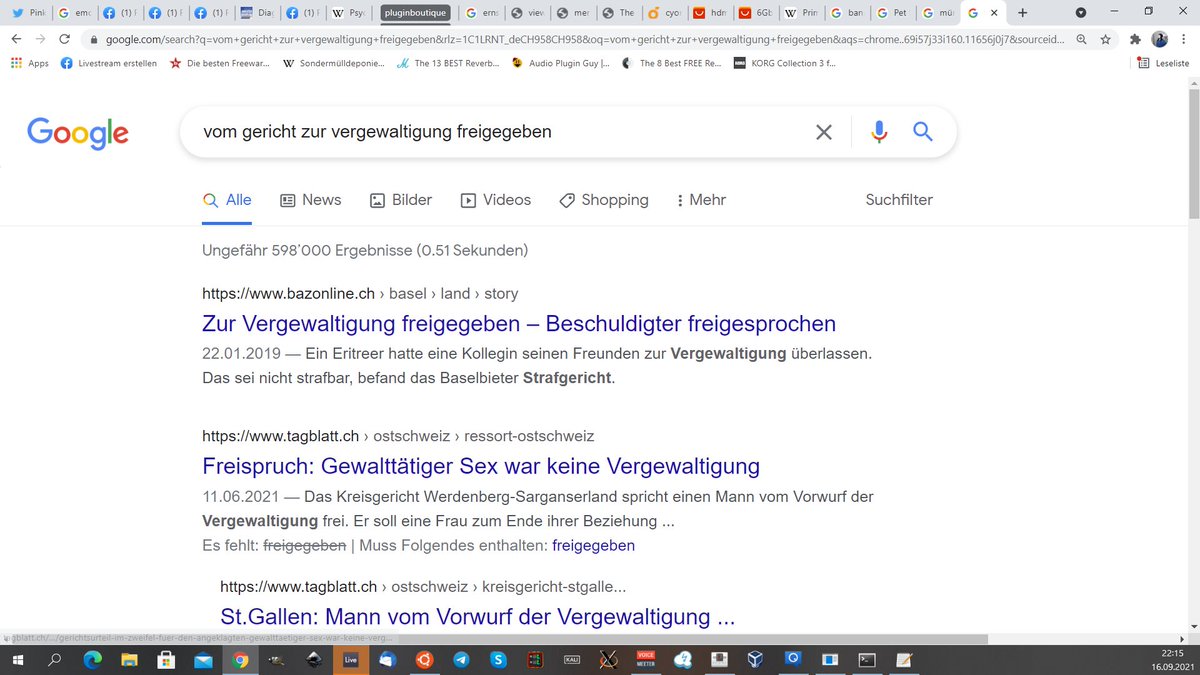 Pink
emo
(1) F
(1) F
(1) F
Diag
(1) F
Psyc
pluginboutique
erns
view
mer
The
cyos
hdm
6Gb
Prin
ban
Pet
mün
google.com/search?q=vom+gericht+zur+vergewaltigung+freigegeben&rlz=1C1LRNT_deCH958CH958&oq=vom+gericht+zur+vergewaltigung+freigegeben&aqs=chrome..69i57j33i160.11656j0j7&sourceid...
Apps Livestream erstellen Die besten Freewar... Sondermülldeponie... The 13 BEST Reverb... Audio Plugin Guy |... The 8 Best FREE Re... KORG Collection 3 f... Leseliste
Google
vom gericht zur vergewaltigung freigegeben
Alle News Bilder Videos Shopping Mehr Suchfilter
Ungefähr 598’000 Ergebnisse (0.51 Sekunden)
https://www.bazonline.ch › basel › land › story
Zur Vergewaltigung freigegeben – Beschuldigter freigesprochen
22.01.2019 — Ein Eritreer hatte eine Kollegin seinen Freunden zur Vergewaltigung überlassen.
Das sei nicht strafbar, befand das Baselbieter Strafgericht.
https://www.tagblatt.ch › ostschweiz › ressort-ostschweiz
Freispruch: Gewalttätiger Sex war keine Vergewaltigung
11.06.2021 — Das Kreisgericht Werdenberg-Sarganserland spricht einen Mann vom Vorwurf der
Vergewaltigung frei. Er soll eine Frau zum Ende ihrer Beziehung ...
Es fehlt: freigegeben | Muss Folgendes enthalten: freigegeben
https://www.tagblatt.ch › ostschweiz › kreisgericht-stgalle...
St.Gallen: Mann vom Vorwurf der Vergewaltigung ...
tagblatt.ch/.../gerichtsurteil-im-zweifel-fuer-den-angeklagten-gewalttaetiger-sex-war-keine-verg...
Live
KALI
VOICE
MEETER
22:15
16.09.2021